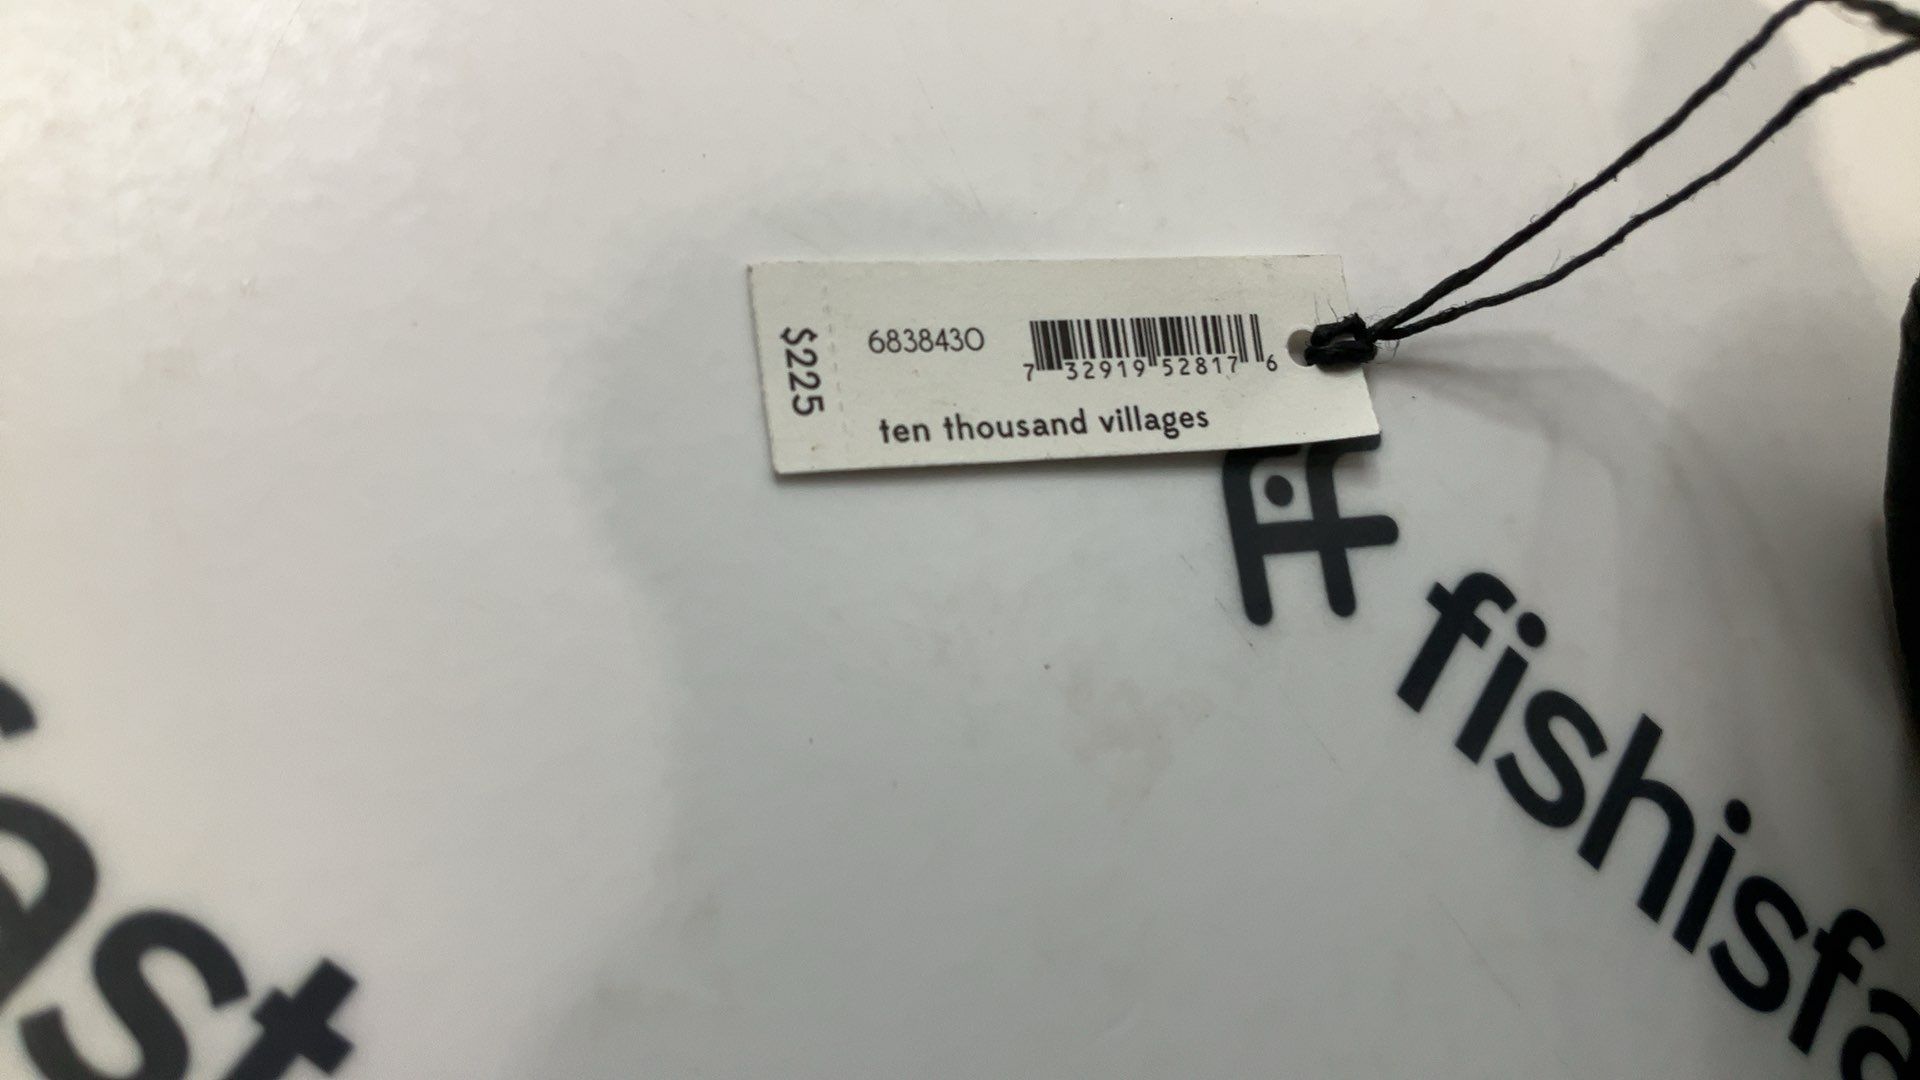 $225
6838430
7 32919 52817 6
ten thousand villages
fishisfa
ast